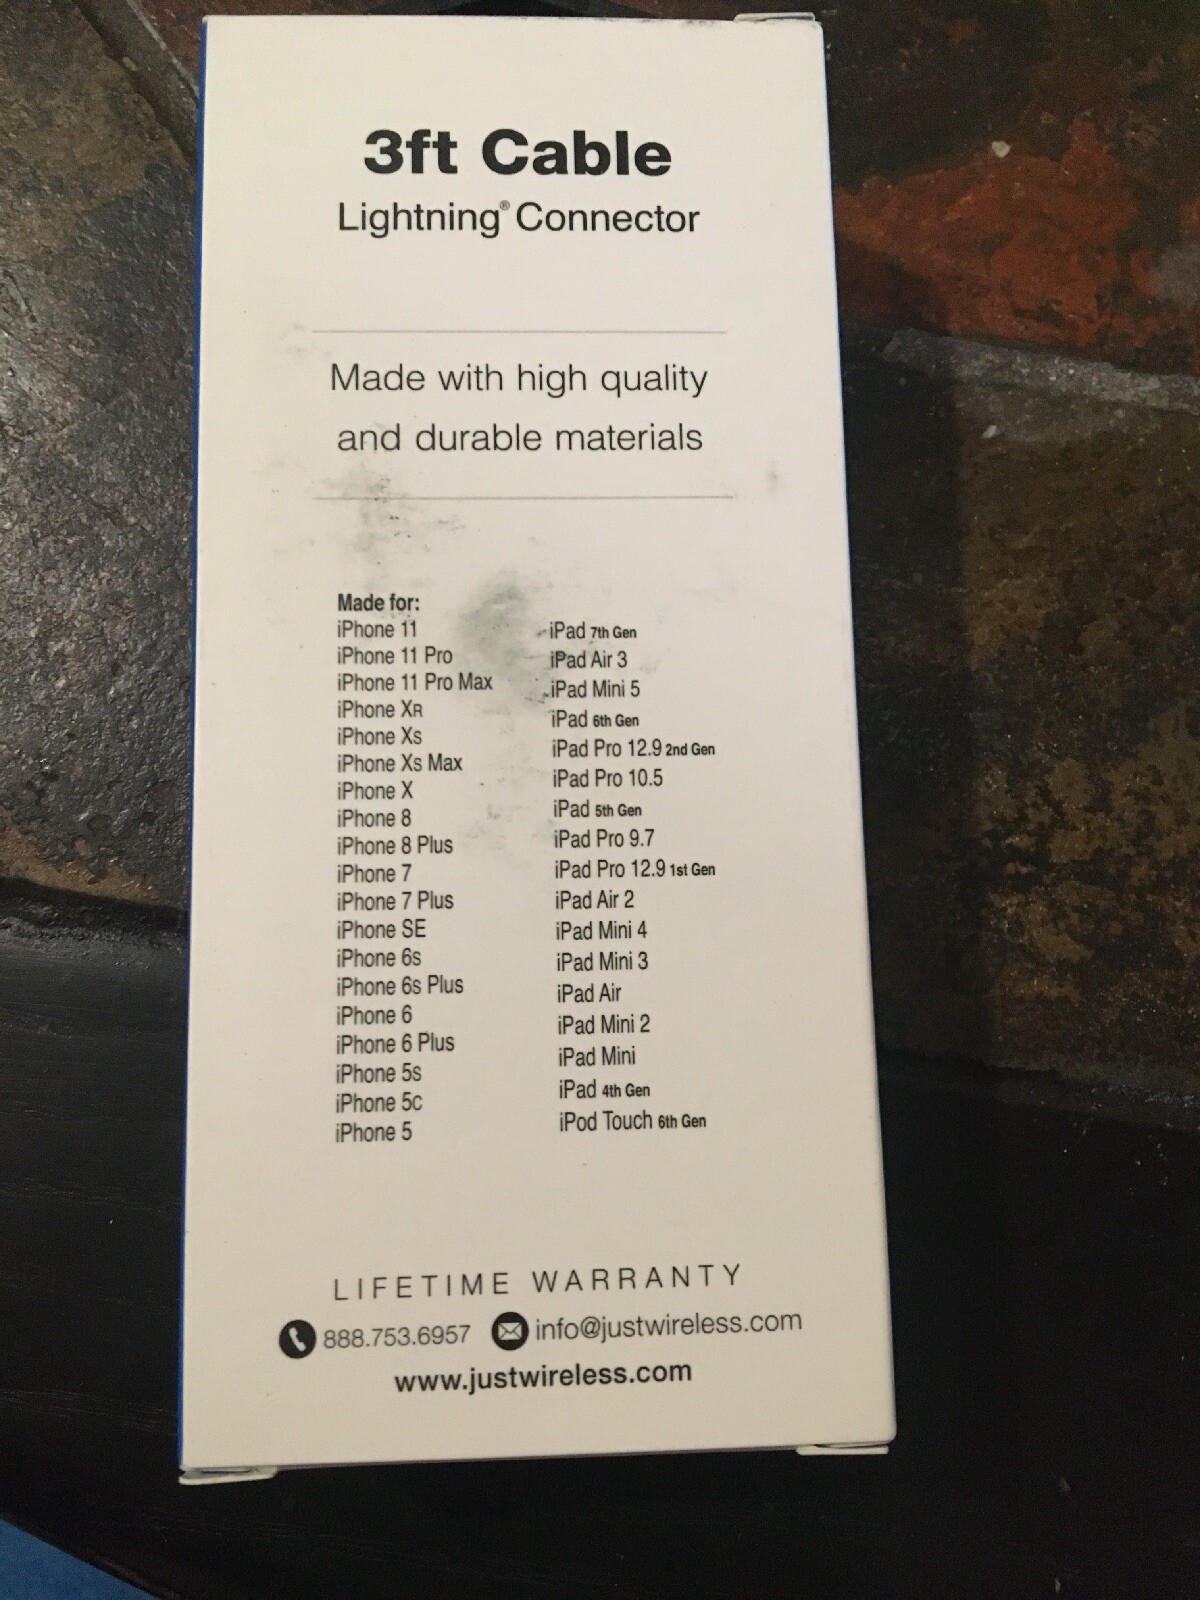 3ft Cable
Lightning® Connector
Made with high quality
and durable materials
Made for:
iPhone 11
iPhone 11 Pro
iPhone 11 Pro Max
iPhone XR
iPhone Xs
iPhone Xs Max
iPhone X
iPhone 8
iPhone 8 Plus
iPhone 7
iPhone 7 Plus
iPhone SE
iPhone 6s
iPhone 6s Plus
iPhone 6
iPhone 6 Plus
iPhone 5s
iPhone 5c
iPhone 5
iPad 7th Gen
iPad Air 3
iPad Mini 5
iPad 6th Gen
iPad Pro 12.9 2nd Gen
iPad Pro 10.5
iPad 5th Gen
iPad Pro 9.7
iPad Pro 12.9 1st Gen
iPad Air 2
iPad Mini 4
iPad Mini 3
iPad Air
iPad Mini 2
iPad Mini
iPad 4th Gen
iPod Touch 6th Gen
LIFETIME WARRANTY
888.753.6957 info@justwireless.com
www.justwireless.com